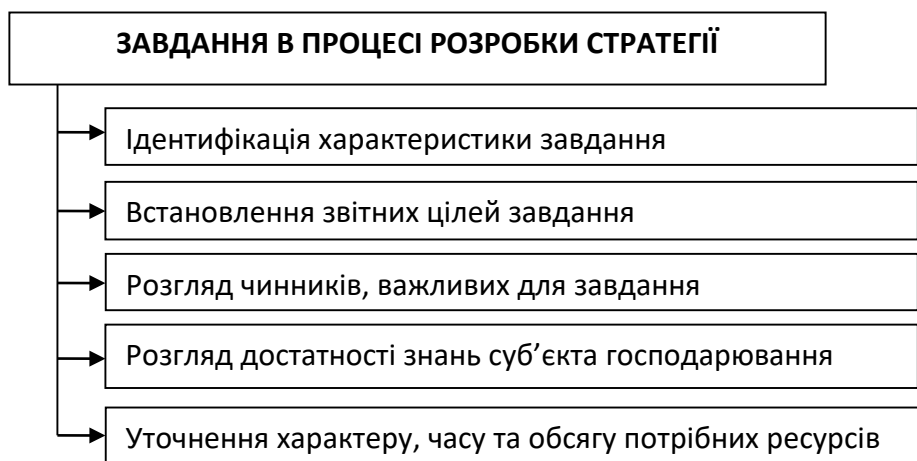 ЗАВДАННЯ В ПРОЦЕСІ РОЗРОБКИ СТРАТЕГІЇ
Ідентифікація характеристики завдання
Встановлення звітних цілей завдання
Розгляд чинників, важливих для завдання
Розгляд достатності знань суб’єкта господарювання
Уточнення характеру, часу та обсягу потрібних ресурсів